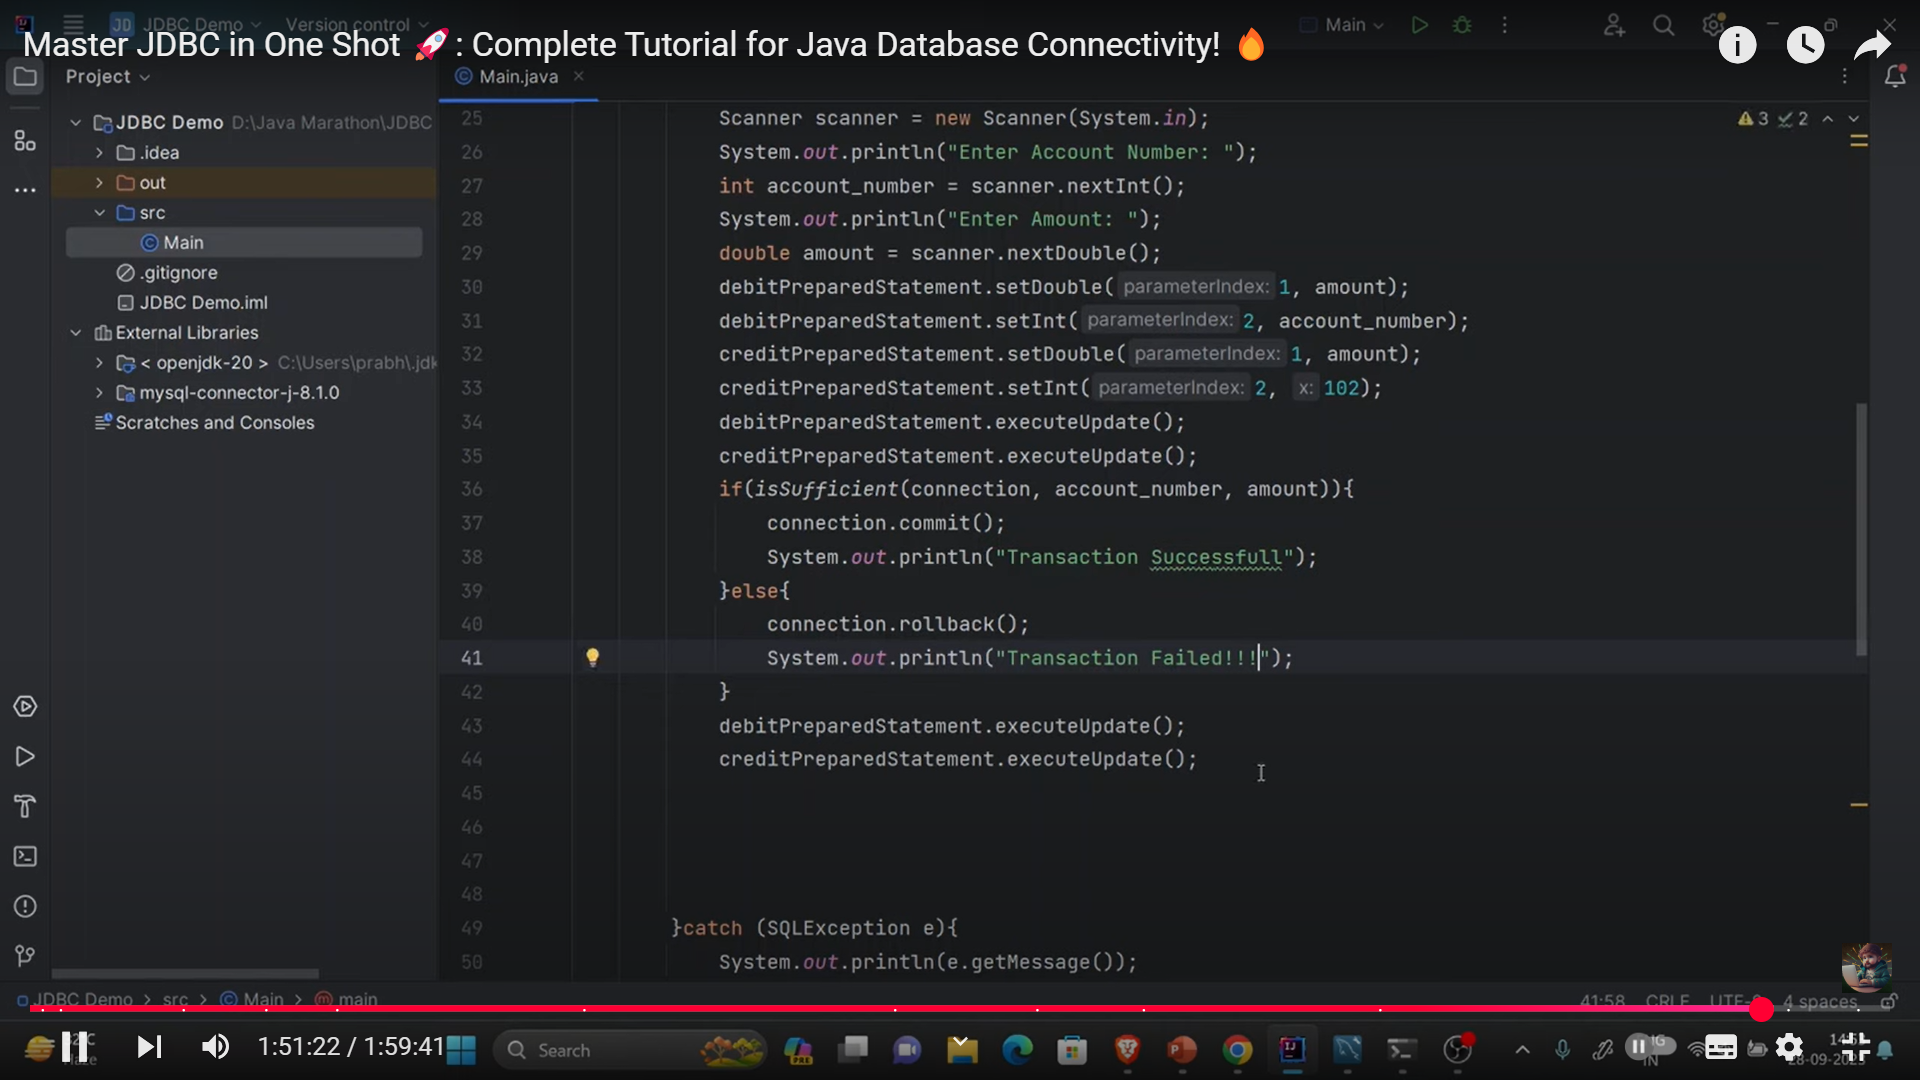 JD JDBC Demo Version control Main
Master JDBC in One Shot 🚀 : Complete Tutorial for Java Database Connectivity! 🔥
Project
Main.java
JDBC Demo D:\Java Marathon\JDBC
.idea
out
src
Main
.gitignore
JDBC Demo.iml
External Libraries
< openjdk-20 > C:\Users\prabh\.jdk
mysql-connector-j-8.1.0
Scratches and Consoles
3 2
25 Scanner scanner = new Scanner(System.in);
26 System.out.println("Enter Account Number: ");
27 int account_number = scanner.nextInt();
28 System.out.println("Enter Amount: ");
29 double amount = scanner.nextDouble();
30 debitPreparedStatement.setDouble( parameterIndex: 1, amount);
31 debitPreparedStatement.setInt( parameterIndex: 2, account_number);
32 creditPreparedStatement.setDouble( parameterIndex: 1, amount);
33 creditPreparedStatement.setInt( parameterIndex: 2, x: 102);
34 debitPreparedStatement.executeUpdate();
35 creditPreparedStatement.executeUpdate();
36 if(isSufficient(connection, account_number, amount)){
37 connection.commit();
38 System.out.println("Transaction Successfull");
39 }else{
40 connection.rollback();
41 System.out.println("Transaction Failed!!!");
42 }
43 debitPreparedStatement.executeUpdate();
44 creditPreparedStatement.executeUpdate();
45
46
47
48
49 }catch (SQLException e){
50 System.out.println(e.getMessage());
JDBC Demo > src > Main > main
41:58 CRLF 4 spaces
1:51:22 / 1:59:41
Search
PRE
IN